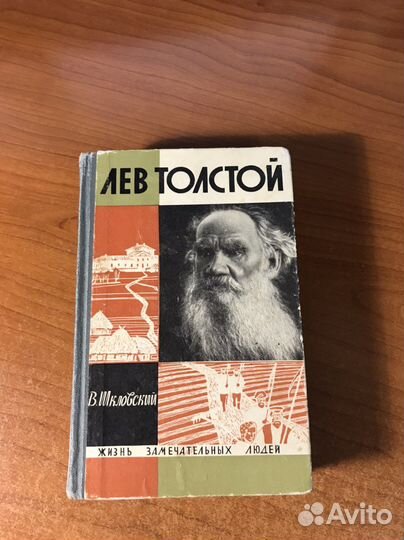 ЛЕВ ТОЛСТОЙ
В. Шкловский
ЖИЗНЬ ЗАМЕЧАТЕЛЬНЫХ ЛЮДЕЙ
Avito